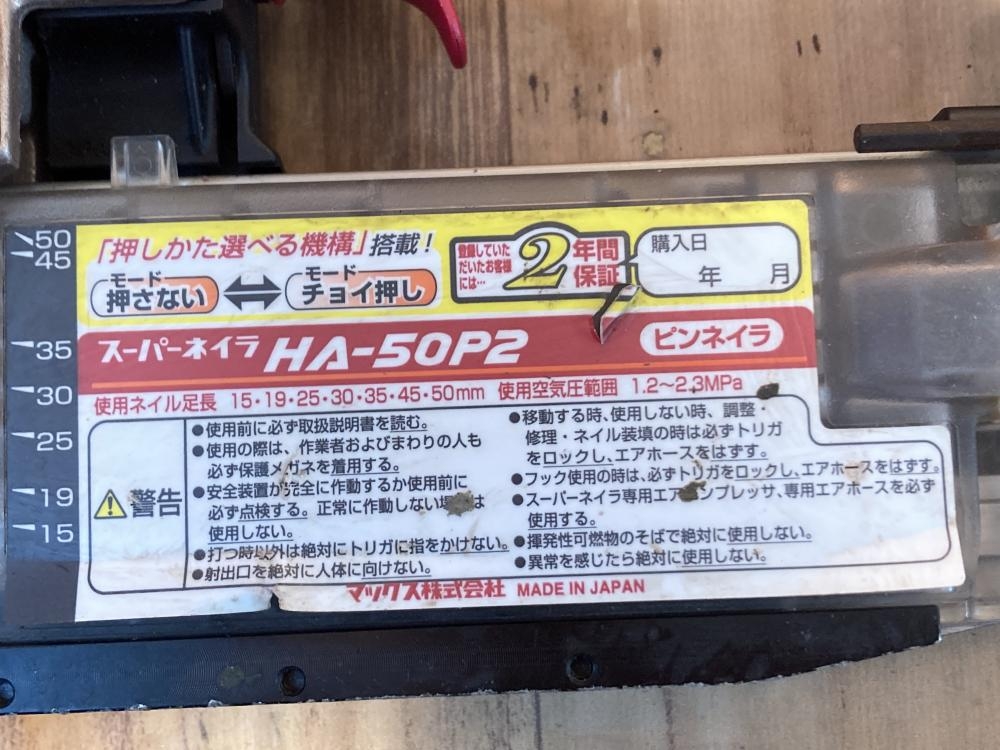 50
45
35
30
25
19
15
「押しかた選べる機構」搭載！
モード
押さない
モード
チョイ押し
登録していた
だいたお客様
には…
2年間
保証
購入日
年 月
スーパーネイラ HA-50P2 ピンネイラ
使用ネイル足長 15・19・25・30・35・45・50mm 使用空気圧範囲 1.2～2.3MPa
警告
●使用前に必ず取扱説明書を読む。
●使用の際は、作業者およびまわりの人も
必ず保護メガネを着用する。
●安全装置が完全に作動するか使用前に
必ず点検する。正常に作動しない は
使用しない。
●打つ時以外は絶対にトリガに指をかけない。
●射出口を絶対に人体に向けない。
●移動する時、使用しない時、調整・
修理・ネイル装填の時は必ずトリガ
をロックし、エアホースをはずす。
●フック使用の時は、必ずトリガをロックし、エアホースをはずす。
●スーパーネイラ専用エア ンプレッサ、専用エアホースを必ず
使用する。
●揮発性可燃物のそばで絶対に使用しない。
●異常を感じたら絶対に使用しない。
マックス株式会社 MADE IN JAPAN